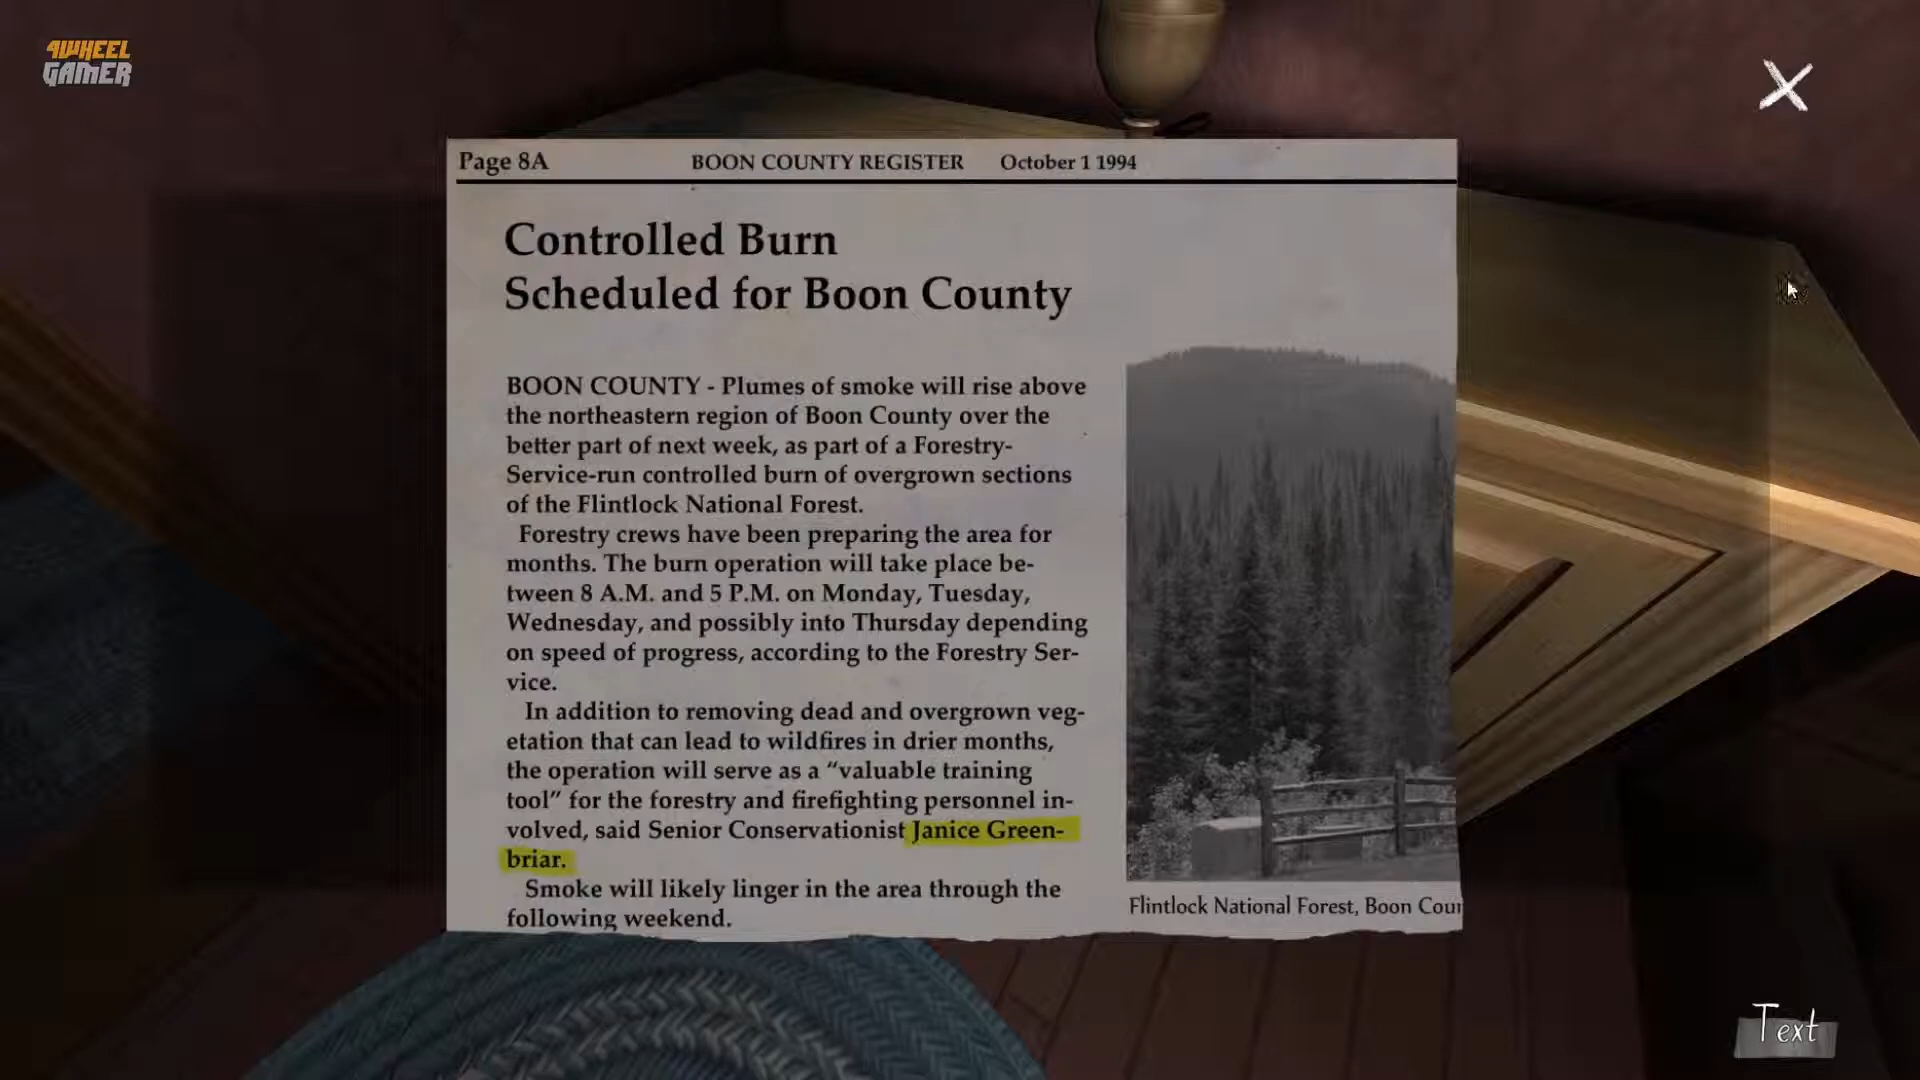 4WHEEL
GAMER
Page 8A BOON COUNTY REGISTER October 1 1994
Controlled Burn
Scheduled for Boon County
BOON COUNTY - Plumes of smoke will rise above
the northeastern region of Boon County over the
better part of next week, as part of a Forestry-
Service-run controlled burn of overgrown sections
of the Flintlock National Forest.
Forestry crews have been preparing the area for
months. The burn operation will take place be-
tween 8 A.M. and 5 P.M. on Monday, Tuesday,
Wednesday, and possibly into Thursday depending
on speed of progress, according to the Forestry Ser-
vice.
In addition to removing dead and overgrown veg-
etation that can lead to wildfires in drier months,
the operation will serve as a “valuable training
tool” for the forestry and firefighting personnel in-
volved, said Senior Conservationist Janice Green-
briar.
Smoke will likely linger in the area through the
following weekend.
Flintlock National Forest, Boon Coun
Text